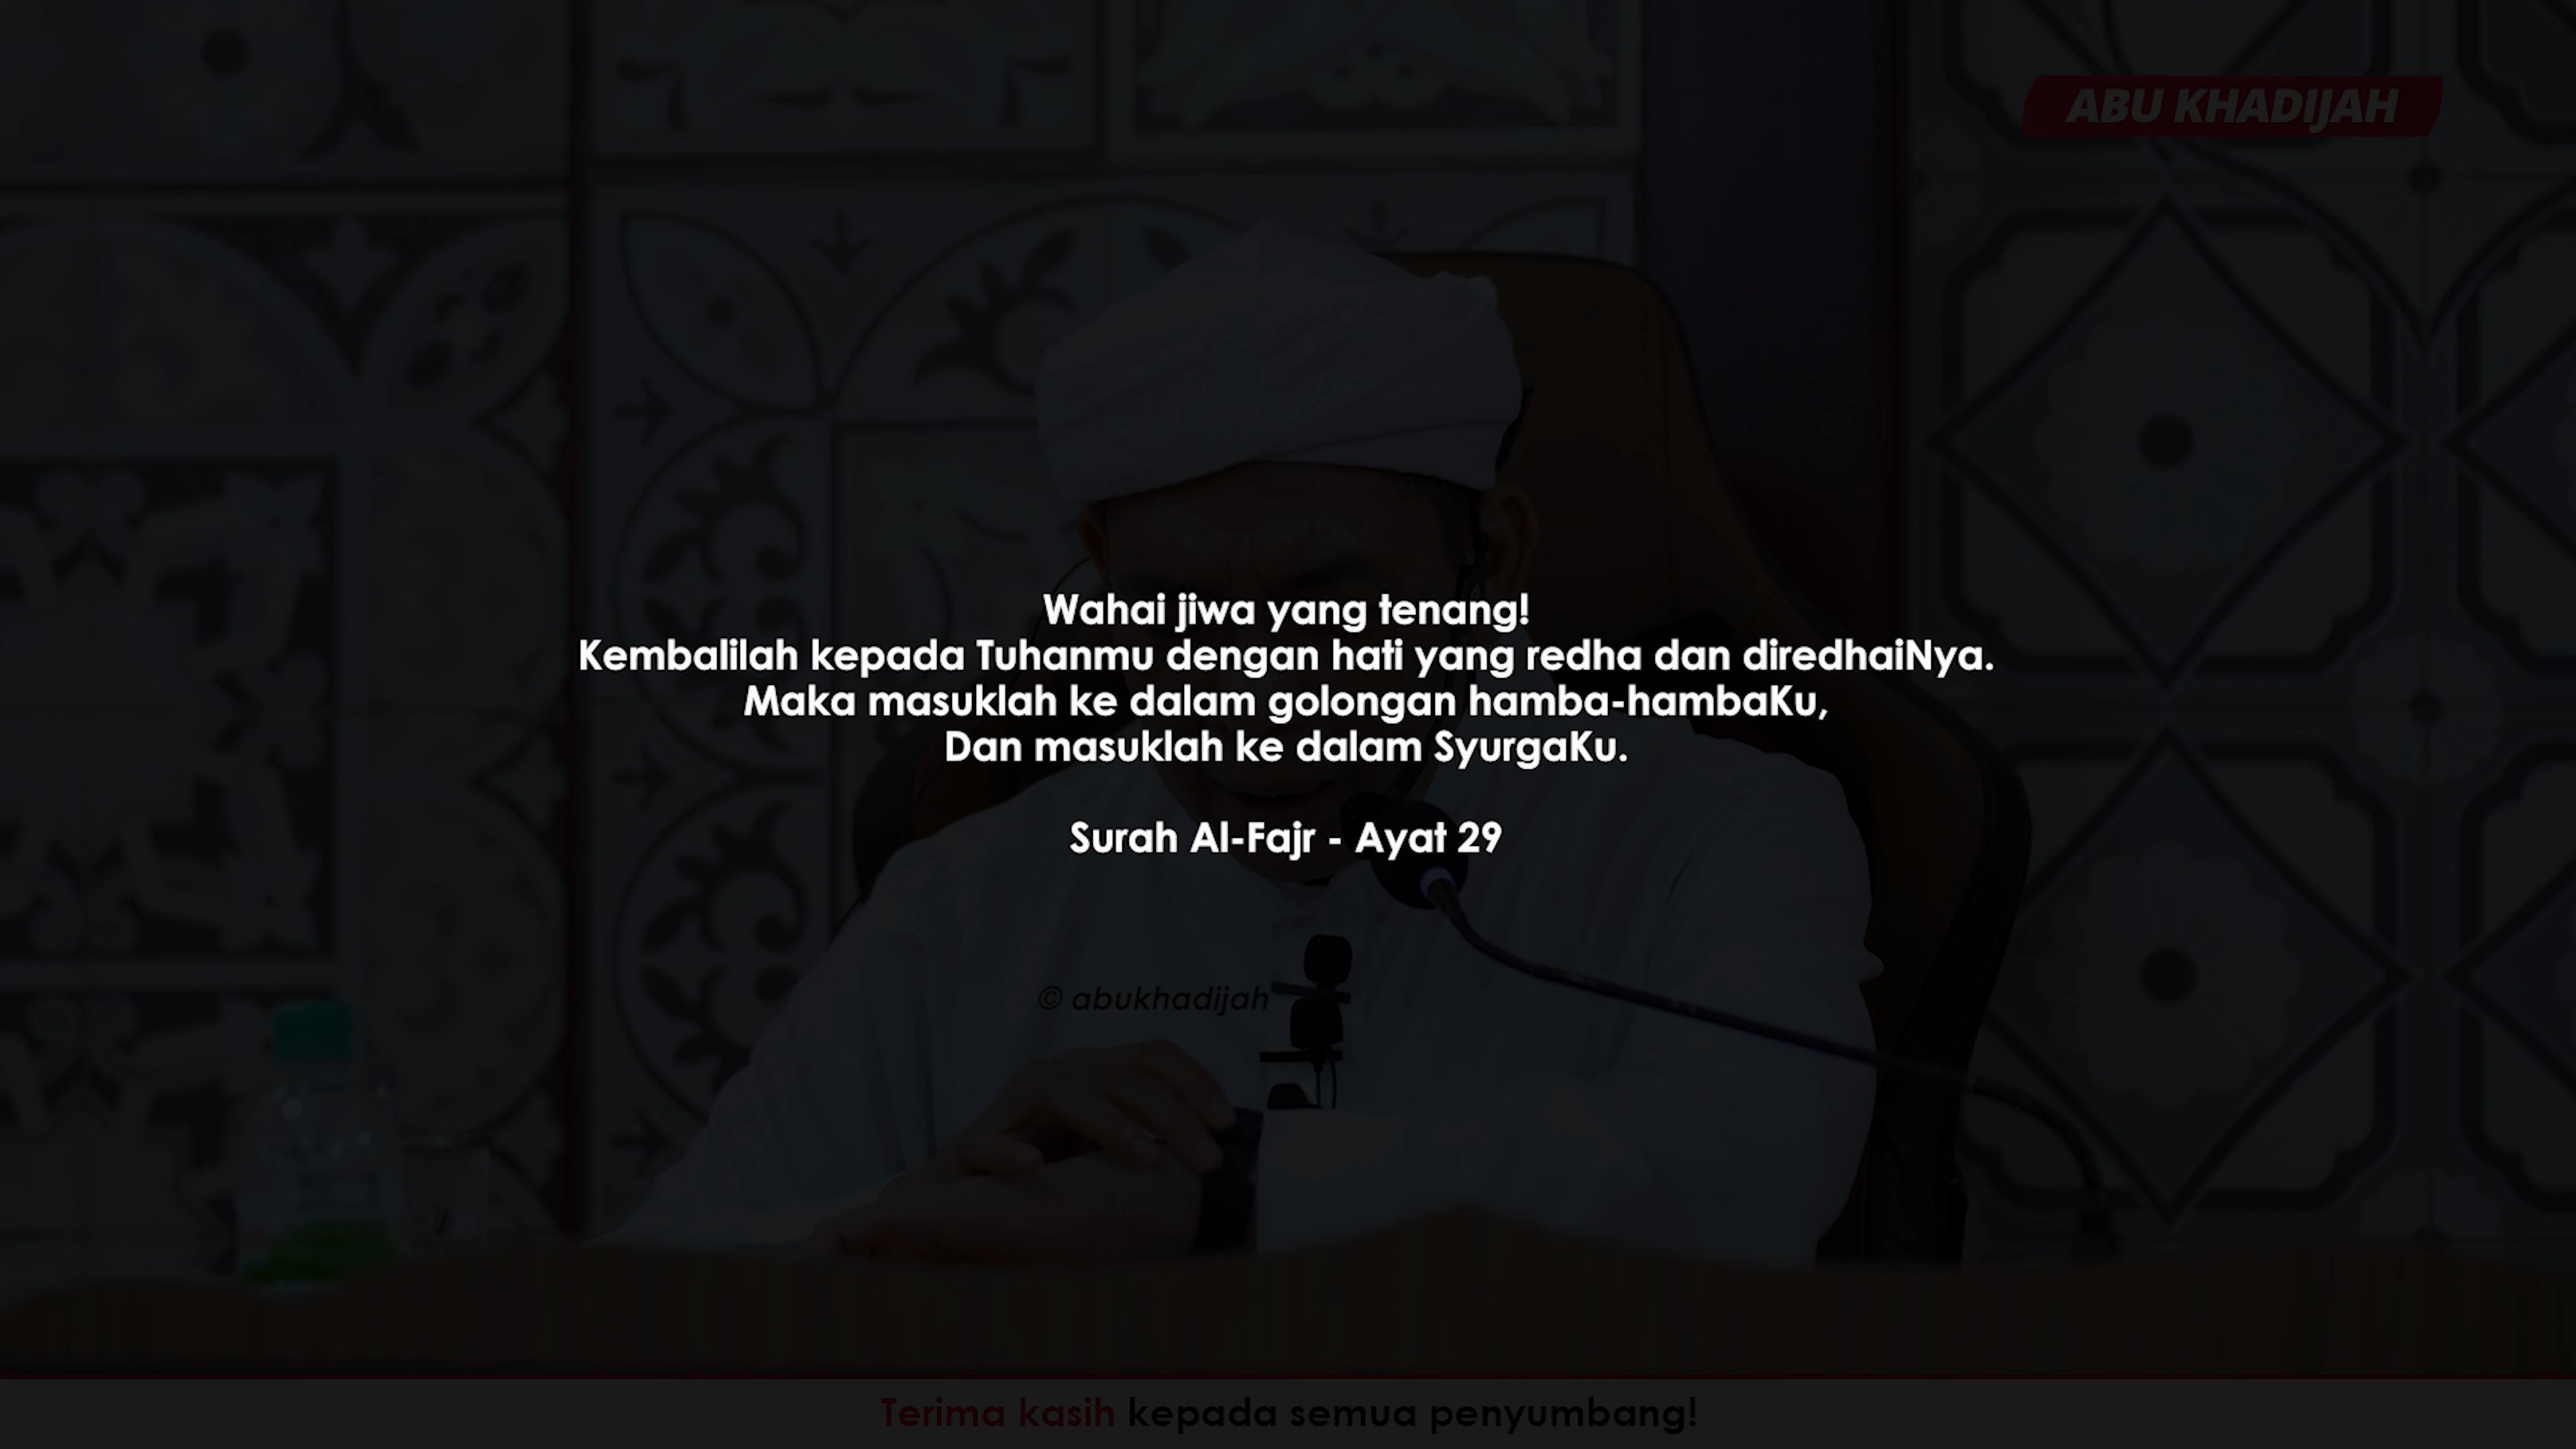 ABU KHADIJAH
Wahai jiwa yang tenang!
Kembalilah kepada Tuhanmu dengan hati yang redha dan diredhaiNya.
Maka masuklah ke dalam golongan hamba-hambaKu,
Dan masuklah ke dalam SyurgaKu.
Surah Al-Fajr - Ayat 29
© abukhadijah
Terima kasih kepada semua penyumbang!